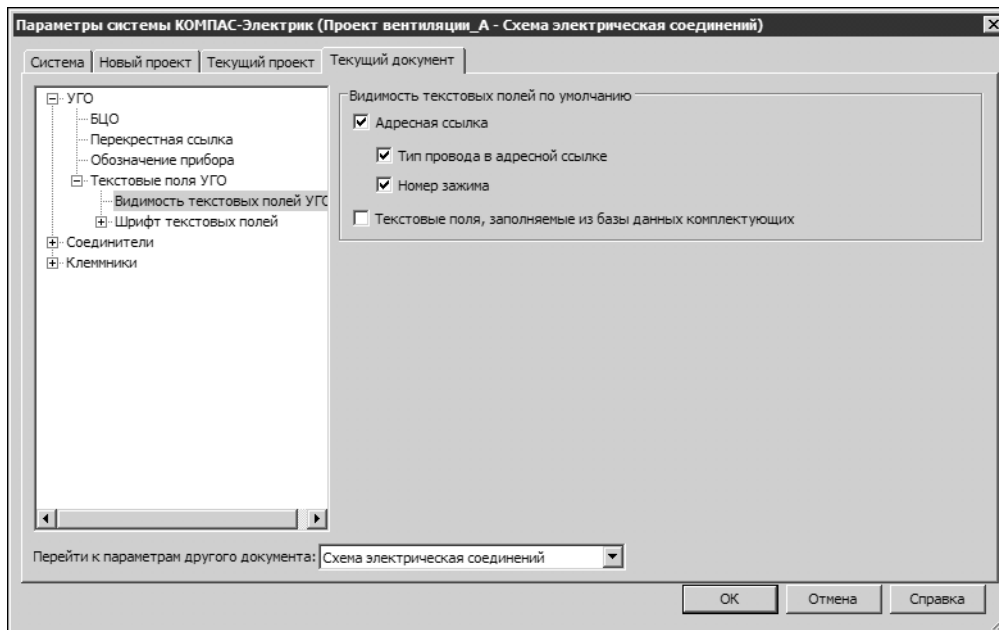 Параметры системы КОМПАС-Электрик (Проект вентиляции_А - Схема электрическая соединений)
Система Новый проект Текущий проект Текущий документ
УГО
БЦО
Перекрестная ссылка
Обозначение прибора
Текстовые поля УГО
Видимость текстовых полей УГО
Шрифт текстовых полей
Соединители
Клеммники
Видимость текстовых полей по умолчанию
Адресная ссылка
Тип провода в адресной ссылке
Номер зажима
Текстовые поля, заполняемые из базы данных комплектующих
Перейти к параметрам другого документа: Схема электрическая соединений
ОК Отмена Справка